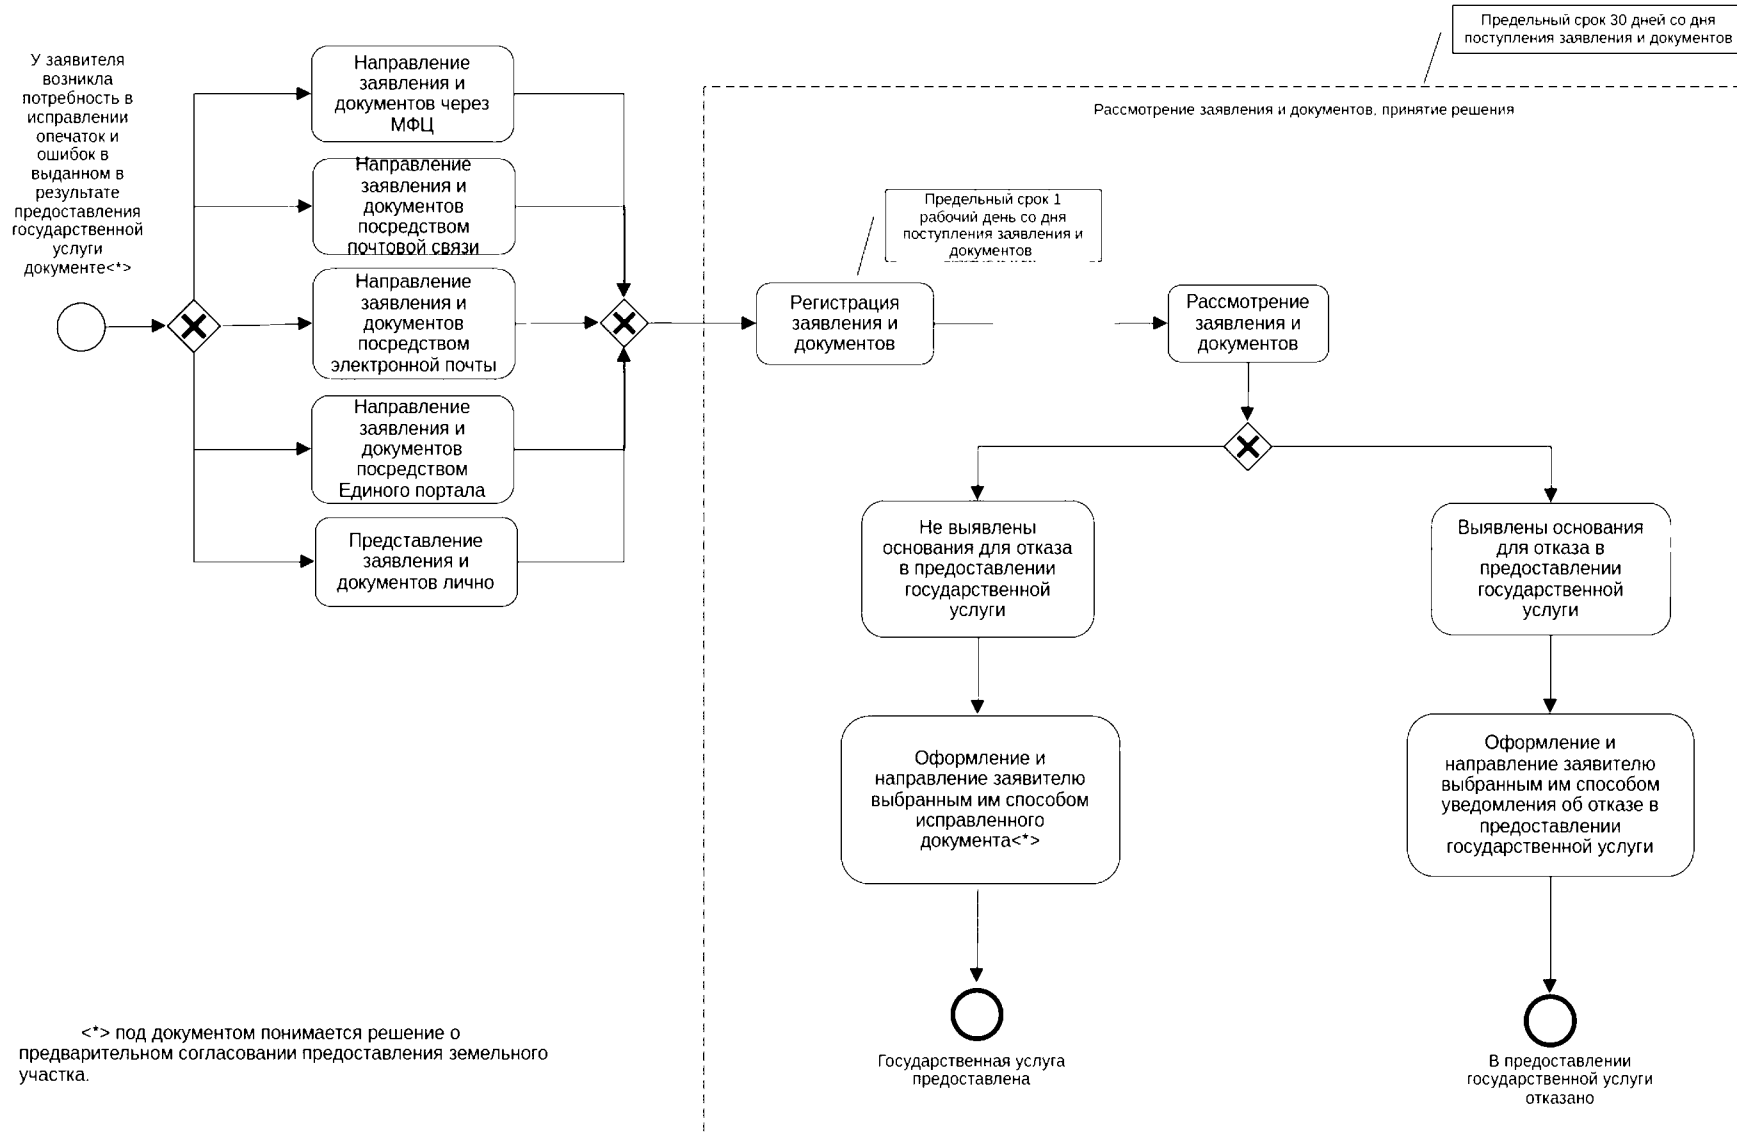 Предельный срок 30 дней со дня
поступления заявления и документов
У заявителя
возникла
потребность в
исправлении
опечаток и
ошибок в
выданном в
результате
предоставления
государственной
услуги
документе<*>
Направление
заявления и
документов через
МФЦ
Направление
заявления и
документов
посредством
почтовой связи
Направление
заявления и
документов
посредством
электронной почты
Направление
заявления и
документов
посредством
Единого портала
Представление
заявления и
документов лично
Рассмотрение заявления и документов, принятие решения
Предельный срок 1
рабочий день со дня
поступления заявления и
документов
Регистрация
заявления и
документов
Рассмотрение
заявления и
документов
Не выявлены
основания для отказа
в предоставлении
государственной
услуги
Выявлены основания
для отказа в
предоставлении
государственной
услуги
Оформление и
направление заявителю
выбранным им способом
исправленного
документа<*>
Оформление и
направление заявителю
выбранным им способом
уведомления об отказе в
предоставлении
государственной услуги
Государственная услуга
предоставлена
В предоставлении
государственной услуги
отказано
<*> под документом понимается решение о
предварительном согласовании предоставления земельного
участка.